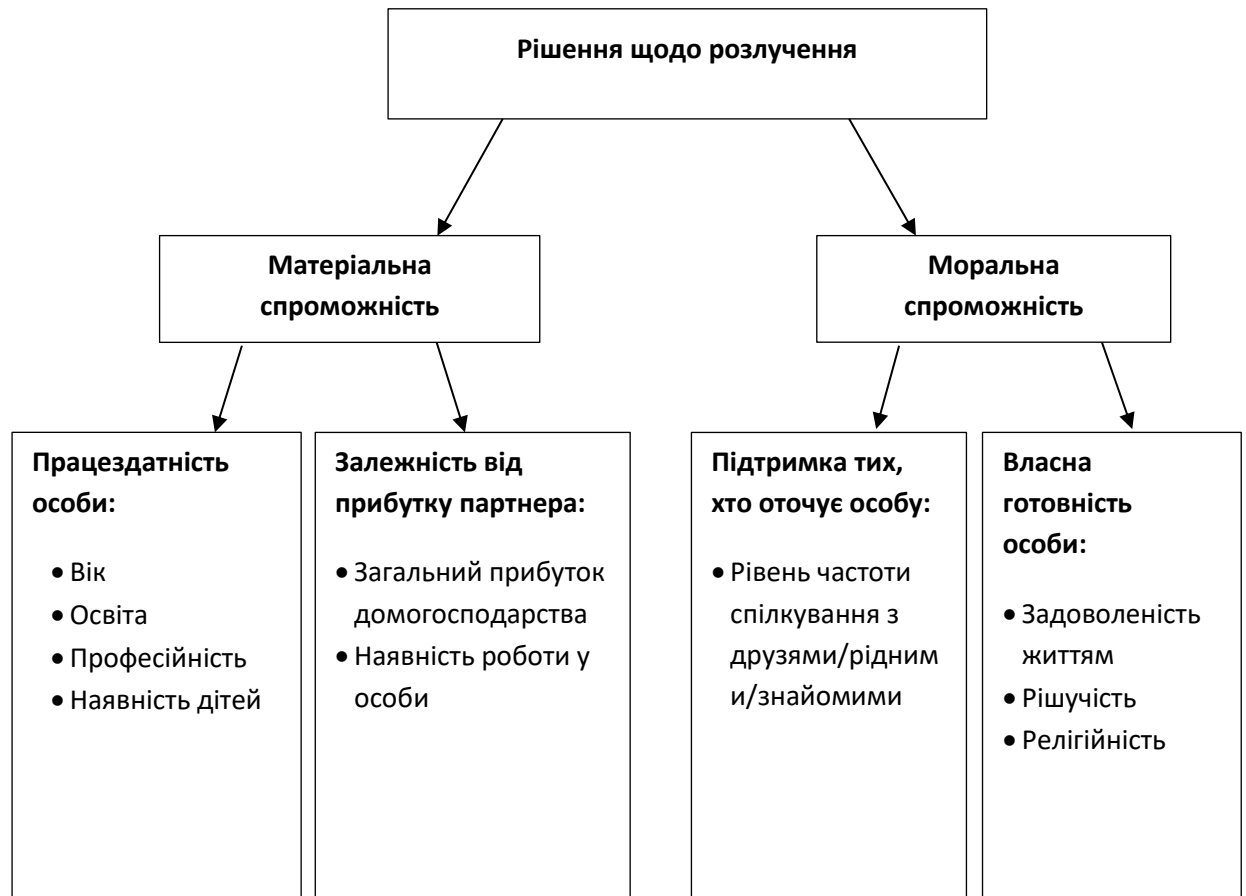 Рішення щодо розлучення
Матеріальна
спроможність
Моральна
спроможність
Працездатність
особи:
• Вік
• Освіта
• Професійність
• Наявність дітей
Залежність від
прибутку партнера:
• Загальний прибуток
домогосподарства
• Наявність роботи у
особи
Підтримка тих,
хто оточує особу:
• Рівень частоти
спілкування з
друзями/рідним
и/знайомими
Власна
готовність
особи:
• Задоволеність
життям
• Рішучість
• Релігійність